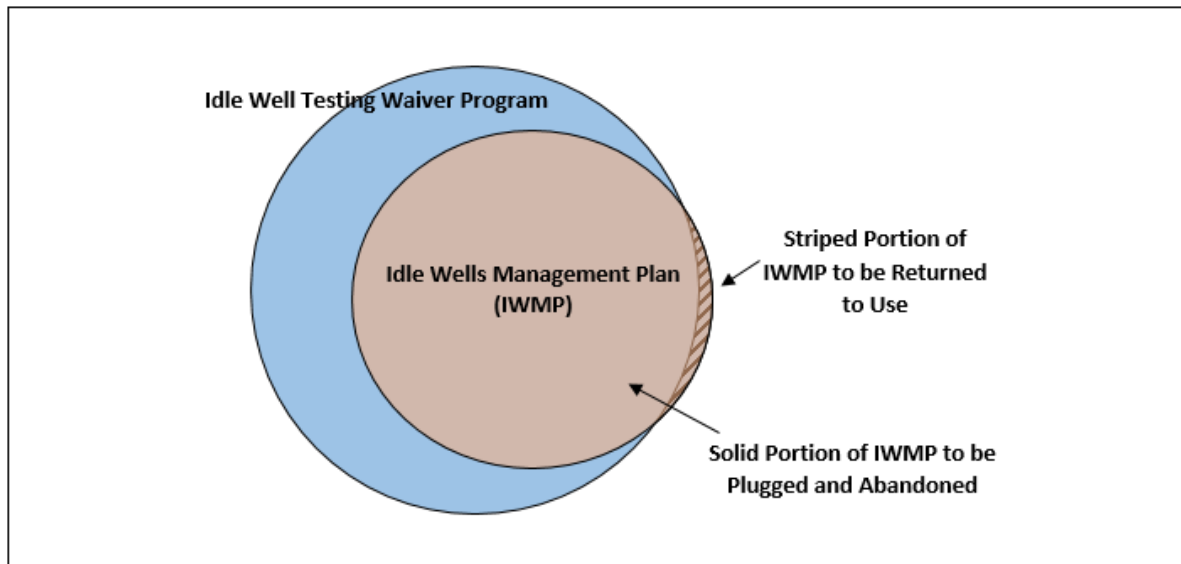 Idle Well Testing Waiver Program
Idle Wells Management Plan
(IWMP)
Striped Portion of
IWMP to be Returned
to Use
Solid Portion of IWMP to be
Plugged and Abandoned